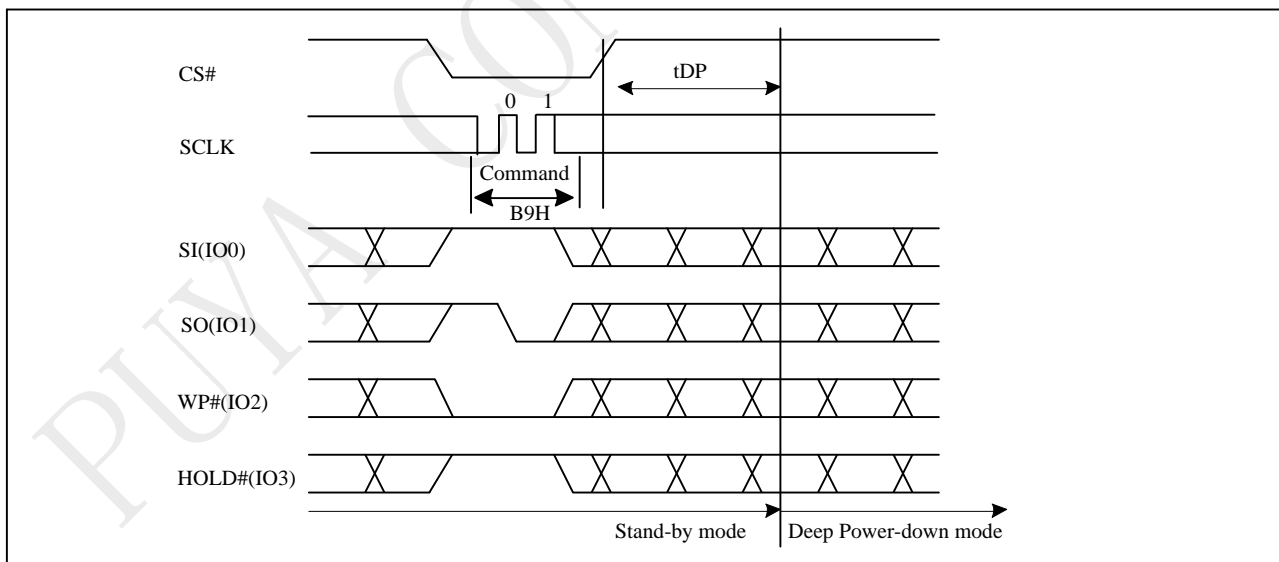 CS#
tDP
0 1
SCLK
Command
B9H
SI(IO0)
SO(IO1)
WP#(IO2)
HOLD#(IO3)
Stand-by mode Deep Power-down mode
PUYA